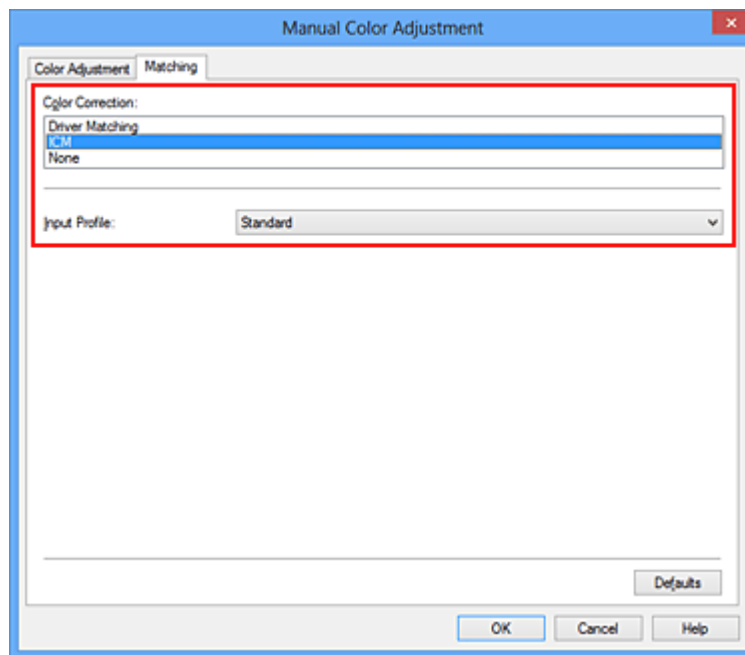 Manual Color Adjustment
Color Adjustment Matching
Color Correction:
Driver Matching
ICM
None
Input Profile: Standard
Defaults
OK Cancel Help